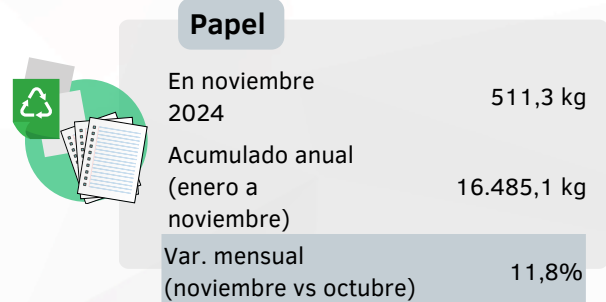 Papel
En noviembre
2024
511,3 kg
Acumulado anual
(enero a
noviembre)
16.485,1 kg
Var. mensual
(noviembre vs octubre)
11,8%